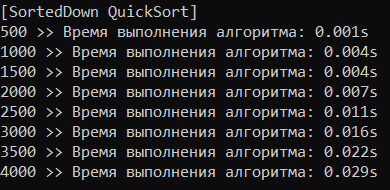 [SortedDown QuickSort]
500 >> Время выполнения алгоритма: 0.001s
1000 >> Время выполнения алгоритма: 0.004s
1500 >> Время выполнения алгоритма: 0.004s
2000 >> Время выполнения алгоритма: 0.007s
2500 >> Время выполнения алгоритма: 0.011s
3000 >> Время выполнения алгоритма: 0.016s
3500 >> Время выполнения алгоритма: 0.022s
4000 >> Время выполнения алгоритма: 0.029s